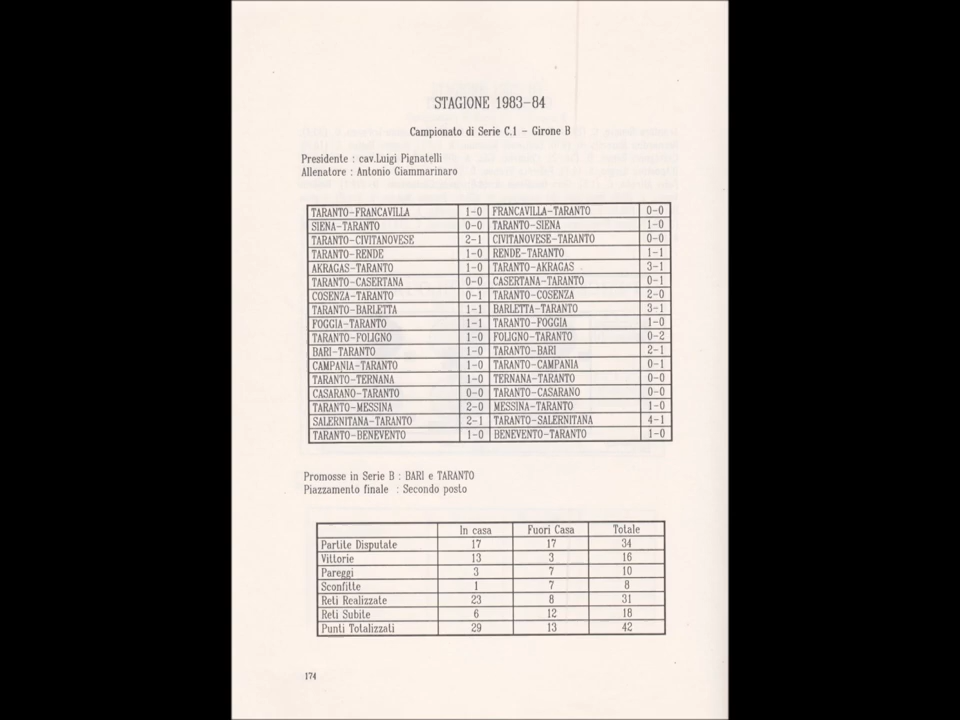 STAGIONE 1983-84
Campionato di Serie C.1 - Girone B
Presidente : cav.Luigi Pignatelli
Allenatore : Antonio Giammarinaro
TARANTO-FRANCAVILLA 1-0 FRANCAVILLA-TARANTO 0-0
SIENA-TARANTO 0-0 TARANTO-SIENA 1-0
TARANTO-CIVITANOVESE 2-1 CIVITANOVESE-TARANTO 0-0
TARANTO-RENDE 1-0 RENDE-TARANTO 1-1
AKRAGAS-TARANTO 1-0 TARANTO-AKRAGAS 3-1
TARANTO-CASERTANA 0-0 CASERTANA-TARANTO 0-1
COSENZA-TARANTO 0-1 TARANTO-COSENZA 2-0
TARANTO-BARLETTA 1-1 BARLETTA-TARANTO 3-1
FOGGIA-TARANTO 1-1 TARANTO-FOGGIA 1-0
TARANTO-FOLIGNO 1-0 FOLIGNO-TARANTO 0-2
BARI-TARANTO 1-0 TARANTO-BARI 2-1
CAMPANIA-TARANTO 1-0 TARANTO-CAMPANIA 0-1
TARANTO-TERNANA 1-0 TERNANA-TARANTO 0-0
CASARANO-TARANTO 0-0 TARANTO-CASARANO 0-0
TARANTO-MESSINA 2-0 MESSINA-TARANTO 1-0
SALERNITANA-TARANTO 2-1 TARANTO-SALERNITANA 4-1
TARANTO-BENEVENTO 1-0 BENEVENTO-TARANTO 1-0
Promosse in Serie B : BARI e TARANTO
Piazzamento finale : Secondo posto
In casa Fuori Casa Totale
Partite Disputate 17 17 34
Vittorie 13 3 16
Pareggi 3 7 10
Sconfitte 1 7 8
Reti Realizzate 23 8 31
Reti Subite 6 12 18
Punti Totalizzati 29 13 42
174